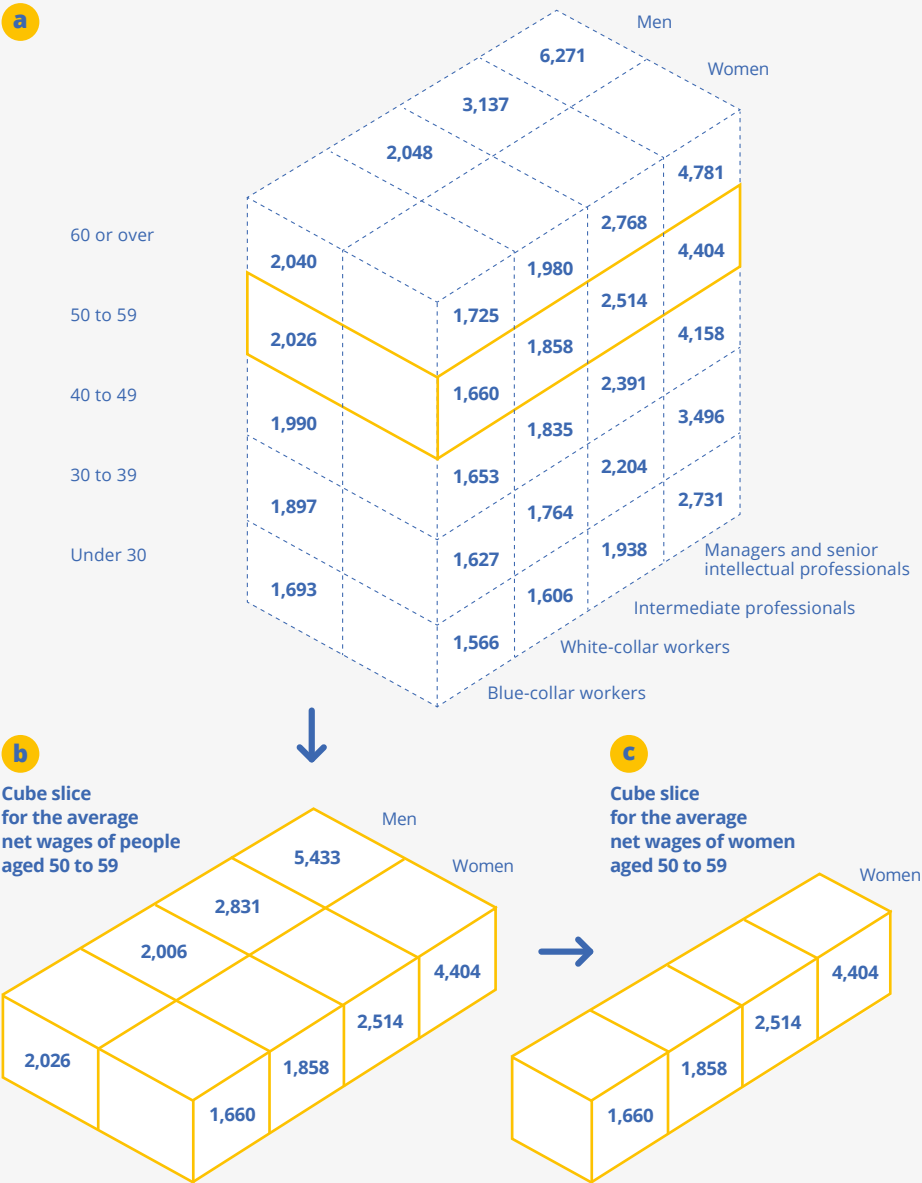 a
Men
6,271
Women
3,137
2,048
4,781
2,768
60 or over
2,040
1,980
4,404
1,725
2,514
50 to 59
2,026
1,858
4,158
1,660
2,391
40 to 49
1,990
1,835
3,496
1,653
2,204
30 to 39
1,897
1,764
2,731
1,627
1,938
Under 30
1,693
1,606
1,566
Managers and senior
intellectual professionals
Intermediate professionals
White-collar workers
Blue-collar workers
b
Cube slice
for the average
net wages of people
aged 50 to 59
Men
Women
5,433
2,831
2,006
4,404
2,514
2,026
1,858
1,660
c
Cube slice
for the average
net wages of women
aged 50 to 59
Women
4,404
2,514
1,858
1,660